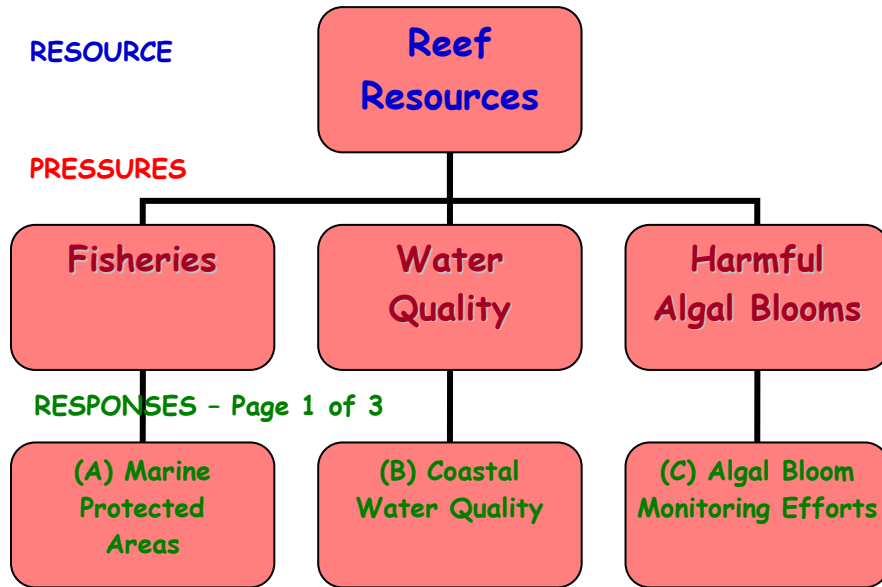 RESOURCE
Reef
Resources
PRESSURES
Fisheries
Water
Quality
Harmful
Algal Blooms
RESPONSES – Page 1 of 3
(A) Marine
Protected
Areas
(B) Coastal
Water Quality
(C) Algal Bloom
Monitoring Efforts